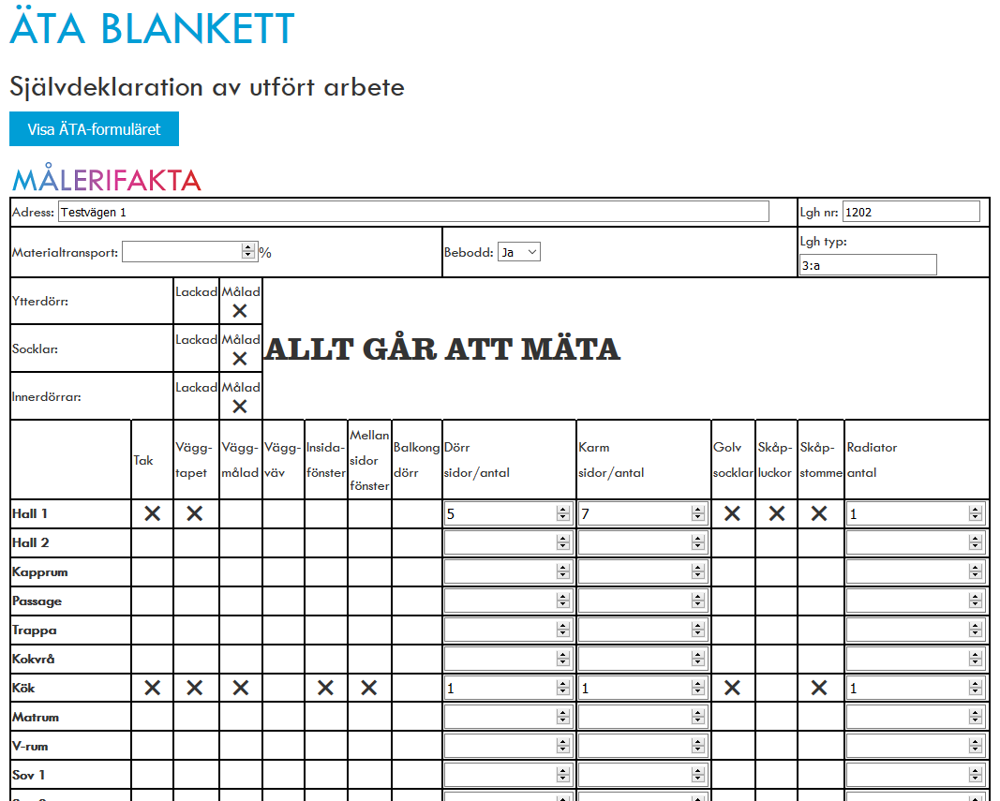 ÄTA BLANKETT
Självdeklaration av utfört arbete
Visa ÄTA-formuläret
MÅLERIFAKTA
Adress: Testvägen 1 Lgh nr: 1202
Materialtransport: % Bebodd: Ja Lgh typ: 3:a
Ytterdörr: Lackad Målad
Socklar: Lackad Målad
ALLT GÅR ATT MÄTA
Innerdörrar: Lackad Målad
Tak Vägg-tapet Vägg-målad Vägg-väv Insida-fönster Mellan sidor fönster Balkong dörr Dörr sidor/antal Karm sidor/antal Golv socklar Skåp-luckor Skåp-stomme Radiator antal
Hall 1 ✕ ✕ 5 7 ✕ ✕ ✕ 1
Hall 2
Kapprum
Passage
Trappa
Kokvrå
Kök ✕ ✕ ✕ ✕ ✕ 1 1 ✕ ✕ 1
Matrum
V-rum
Sov 1